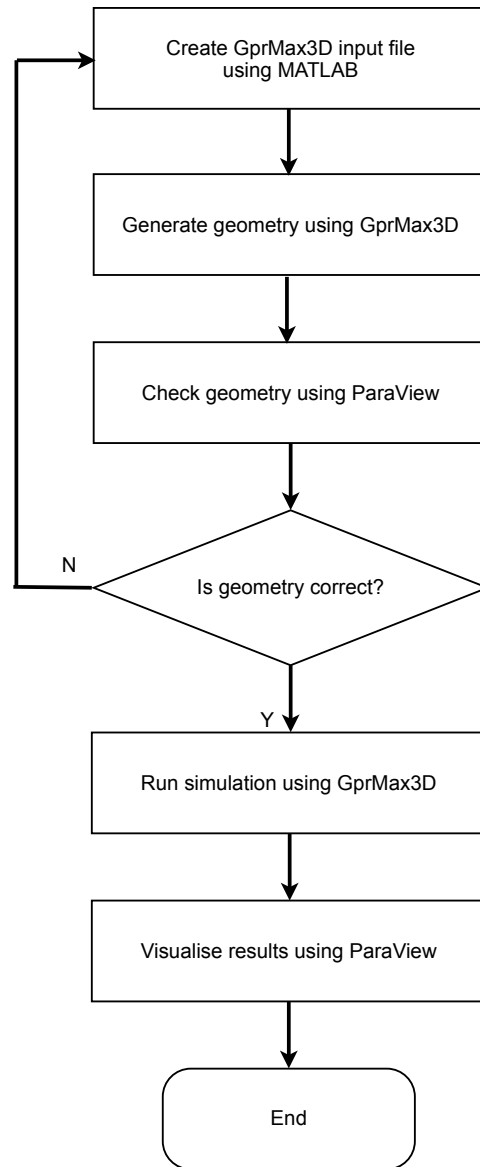 Create GprMax3D input file
using MATLAB
Generate geometry using GprMax3D
Check geometry using ParaView
N
Is geometry correct?
Y
Run simulation using GprMax3D
Visualise results using ParaView
End